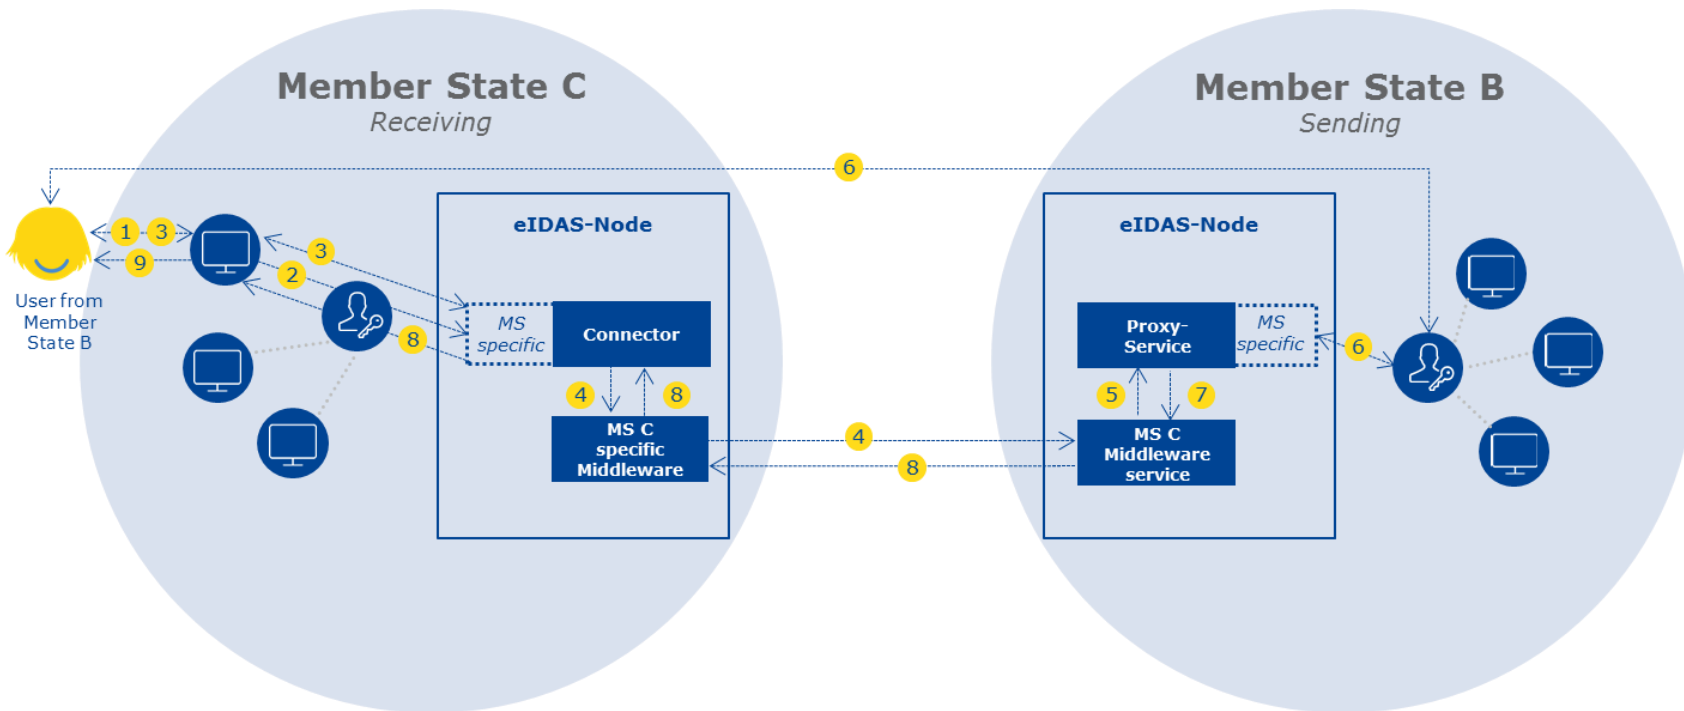 Member State C
Receiving
Member State B
Sending
6
eIDAS-Node
eIDAS-Node
1
3
3
9
2
User from
Member
State B
MS
specific
Connector
8
Proxy-
Service
MS
specific
6
4
8
5
7
MS C
specific
Middleware
4
8
MS C
Middleware
service